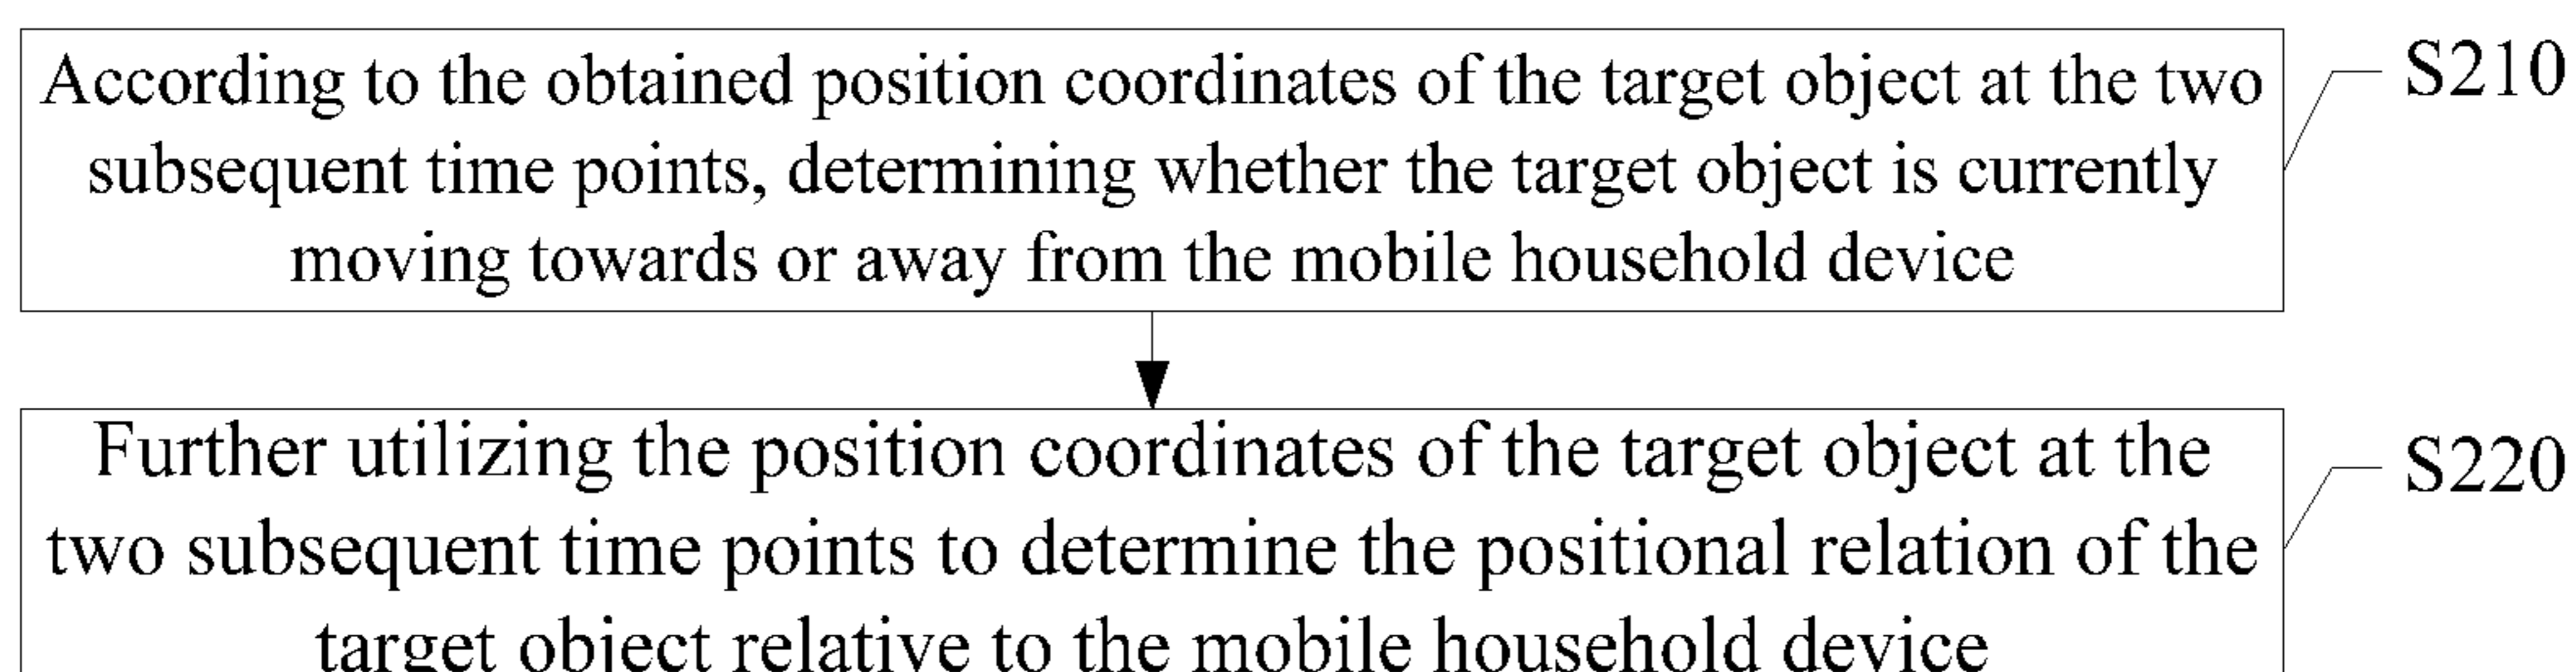 According to the obtained position coordinates of the target object at the two
subsequent time points, determining whether the target object is currently
moving towards or away from the mobile household device
S210
Further utilizing the position coordinates of the target object at the
two subsequent time points to determine the positional relation of the
target object relative to the mobile household device
S220